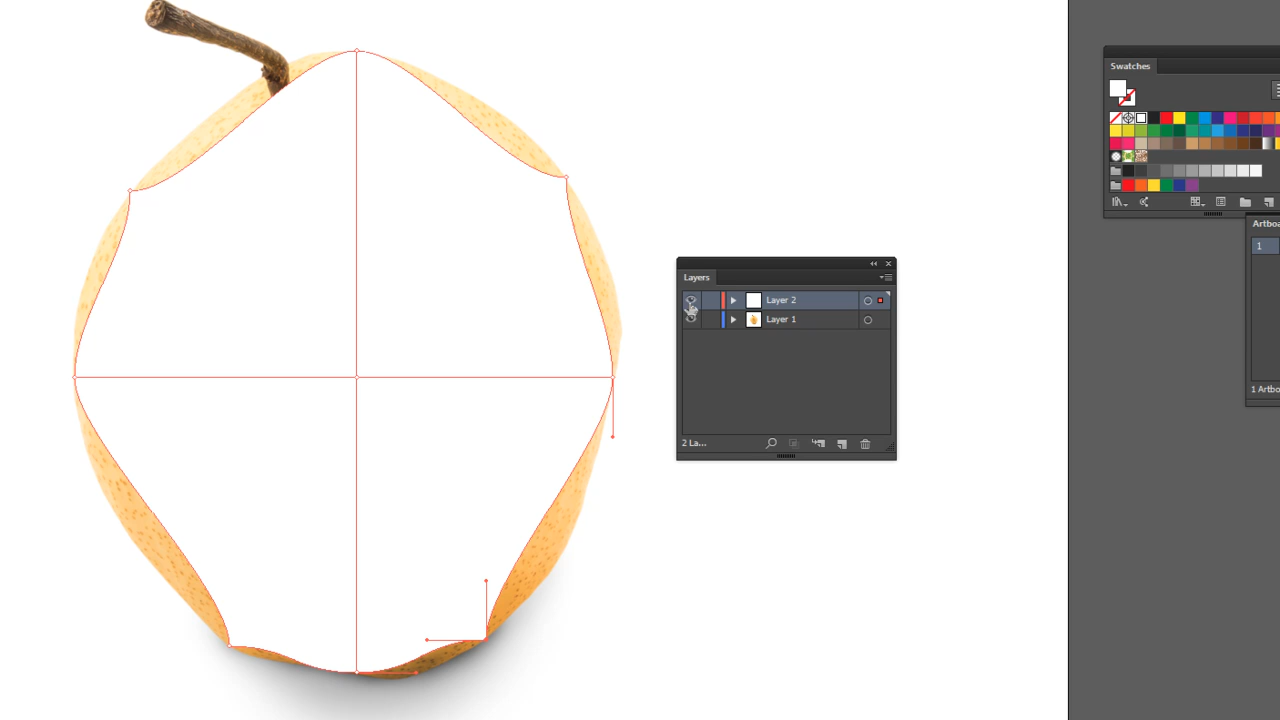 Swatches
Artboa
1
Layers
Layer 2
Layer 1
1 Artbo
2 La...